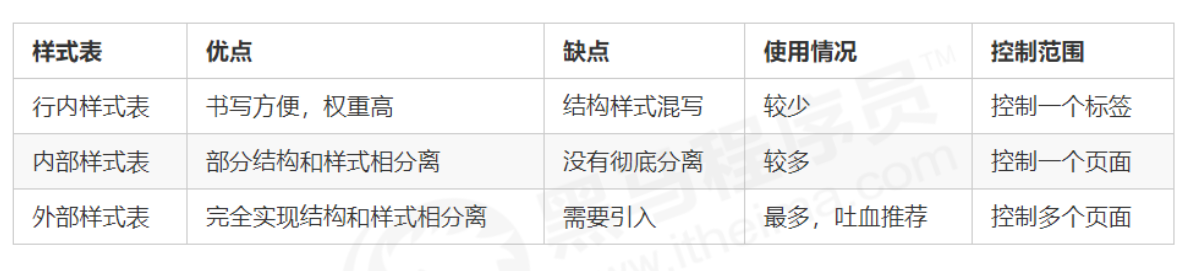 样式表 优点 缺点 使用情况 控制范围
行内样式表 书写方便，权重高 结构样式混写 较少 控制一个标签
内部样式表 部分结构和样式相分离 没有彻底分离 较多 控制一个页面
外部样式表 完全实现结构和样式相分离 需要引入 最多，吐血推荐 控制多个页面
黑马程序员™
www.itheima.com